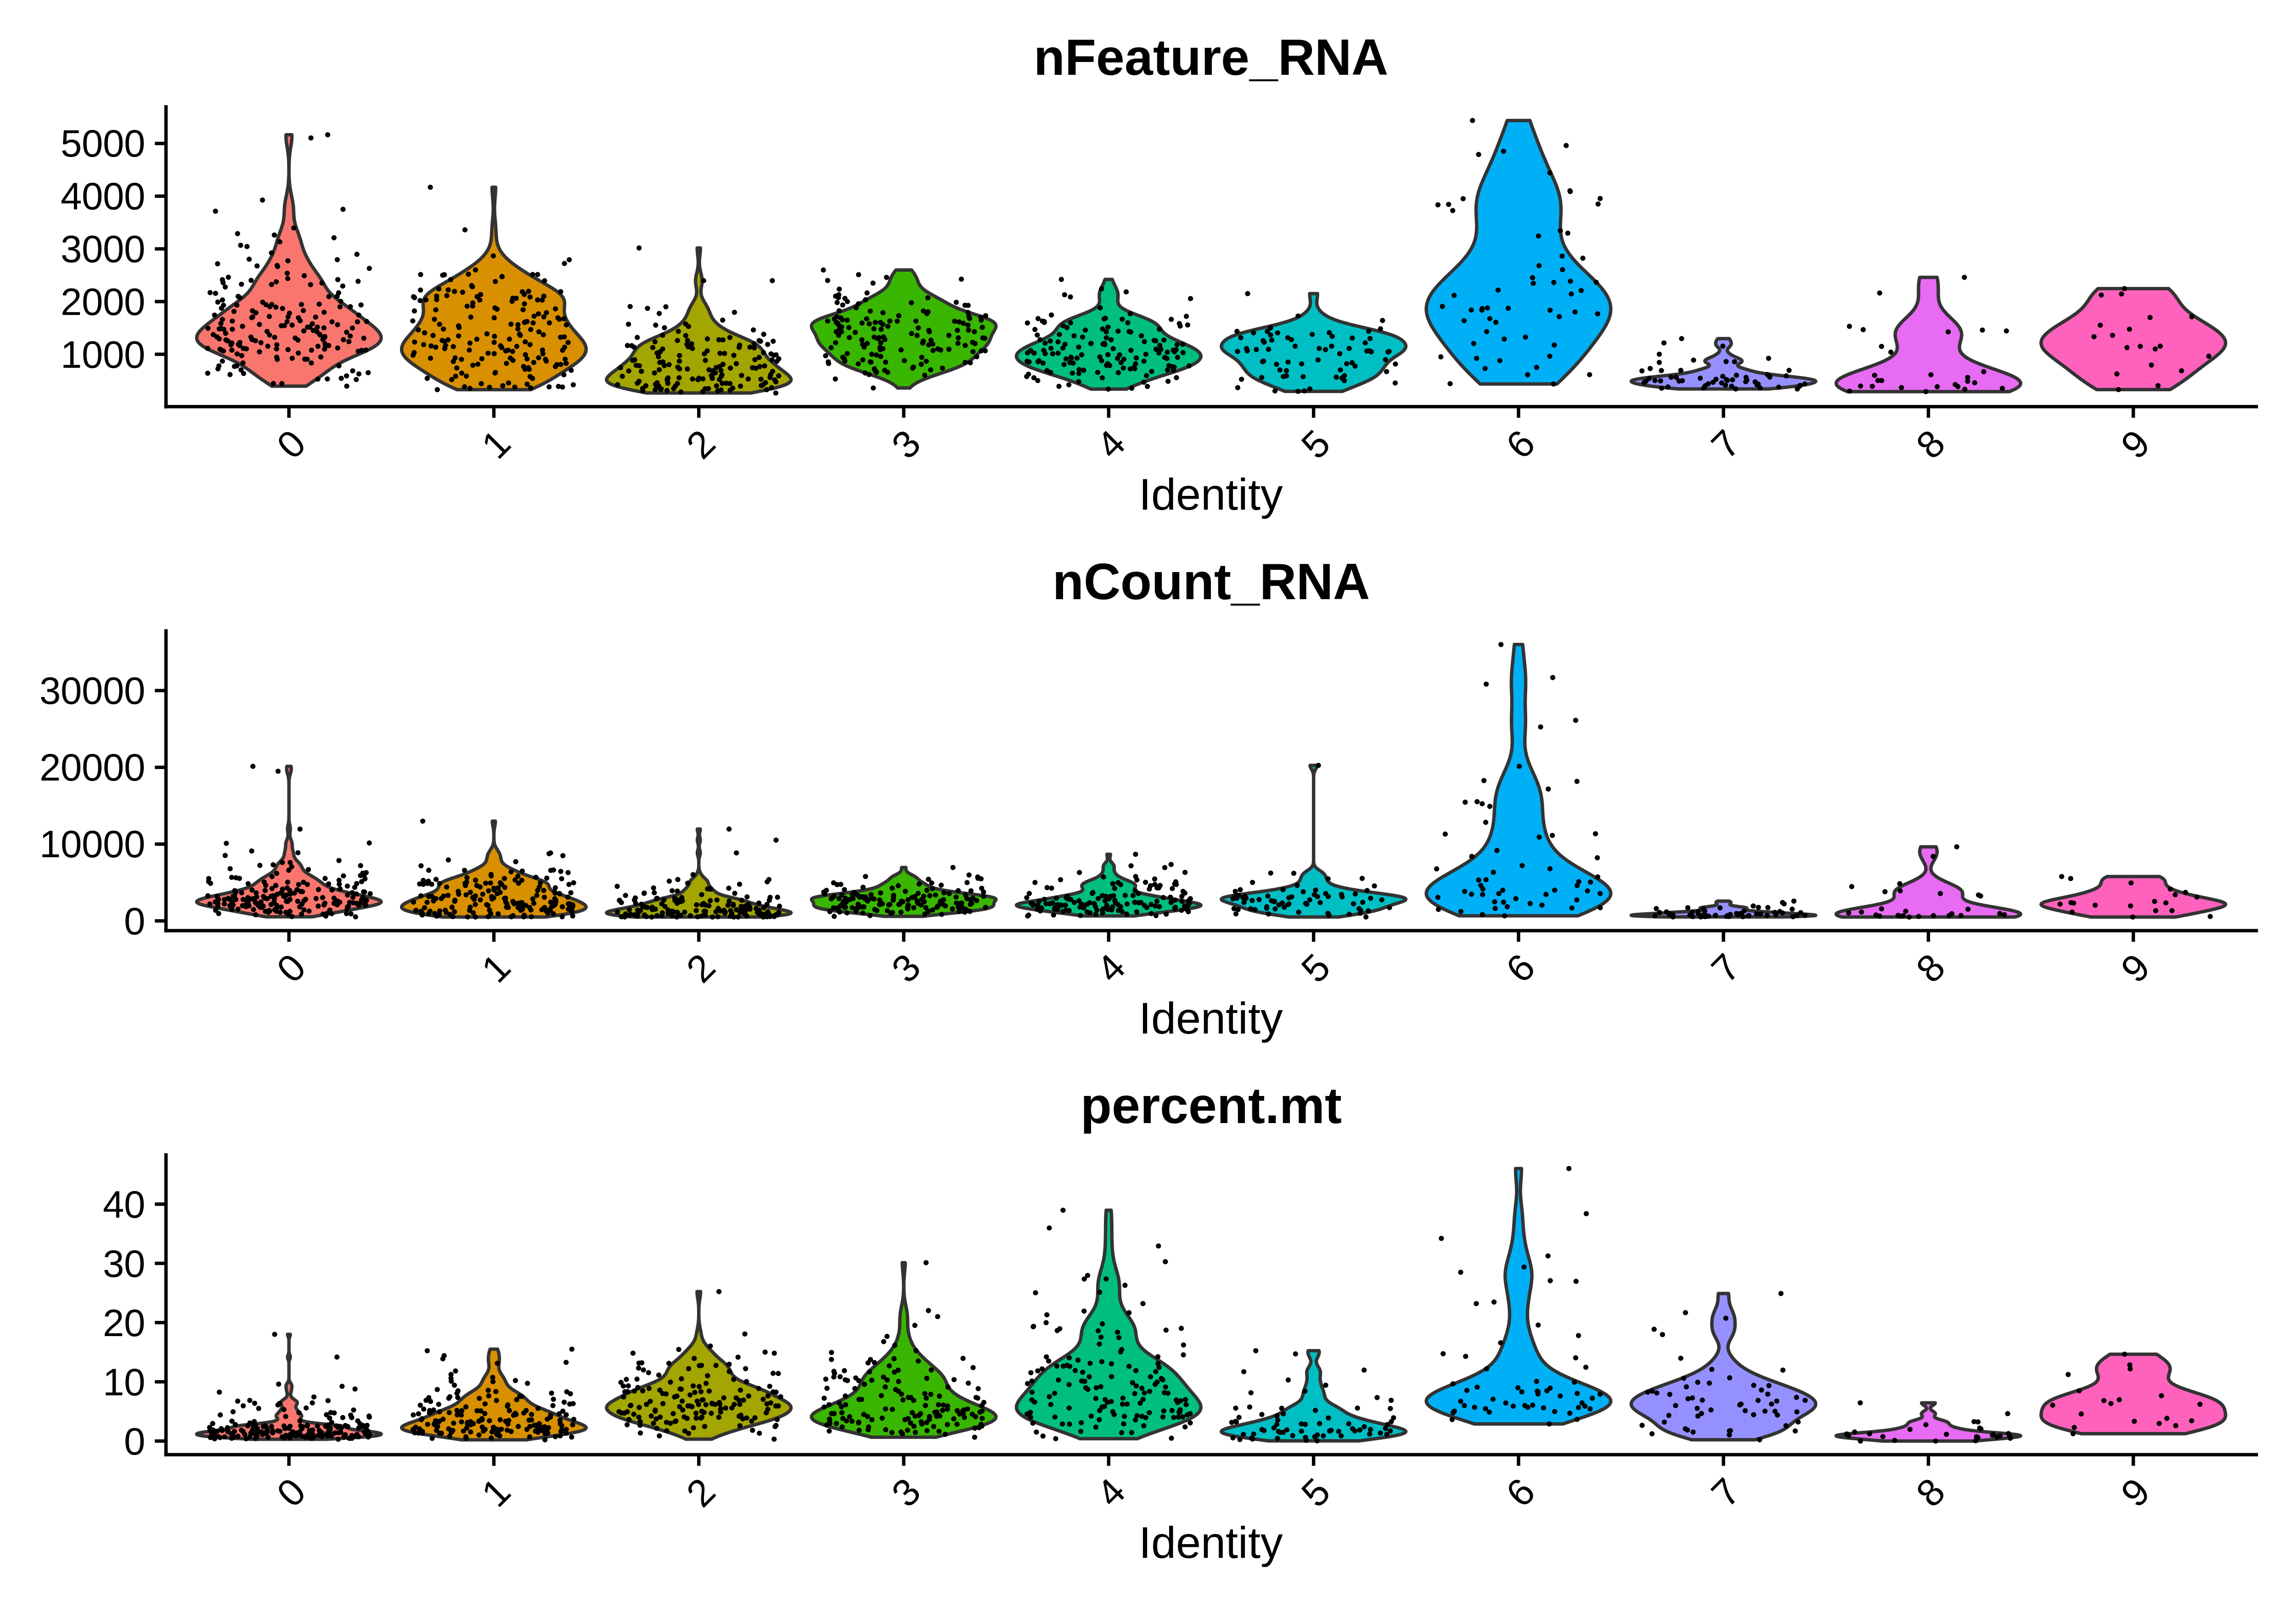 nFeature_RNA
5000
4000
3000
2000
1000
0 1 2 3 4 5 6 7 8 9
Identity
nCount_RNA
30000
20000
10000
0
0 1 2 3 4 5 6 7 8 9
Identity
percent.mt
40
30
20
10
0
0 1 2 3 4 5 6 7 8 9
Identity